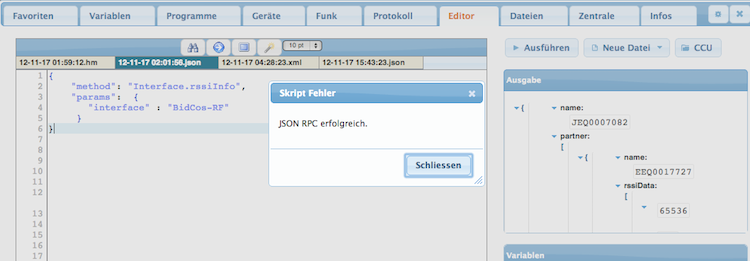 Favoriten Variablen Programme Geräte Funk Protokoll Editor Dateien Zentrale Infos
10 pt
12-11-17 01:59:12.hm 12-11-17 02:01:58.json 12-11-17 04:28:23.xml 12-11-17 15:43:23.json
1 {
2 "method": "Interface.rssiInfo",
3 "params": {
4 "interface" : "BidCos-RF"
5 }
6 }
7
8
9
10
11
12
13
14
15
16
17
Skript Fehler
JSON RPC erfolgreich.
Schliessen
Ausführen Neue Datei CCU
Ausgabe
{
name:
JEQ0007082
partner:
[
{
name:
EEQ0017727
rssiData:
[
65536
Variablen